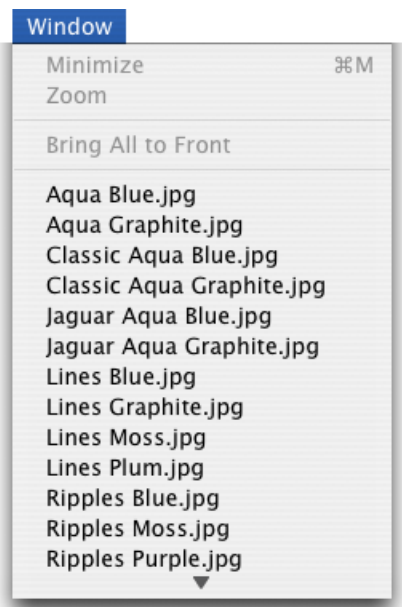 Window
Minimize ⌘M
Zoom
Bring All to Front
Aqua Blue.jpg
Aqua Graphite.jpg
Classic Aqua Blue.jpg
Classic Aqua Graphite.jpg
Jaguar Aqua Blue.jpg
Jaguar Aqua Graphite.jpg
Lines Blue.jpg
Lines Graphite.jpg
Lines Moss.jpg
Lines Plum.jpg
Ripples Blue.jpg
Ripples Moss.jpg
Ripples Purple.jpg